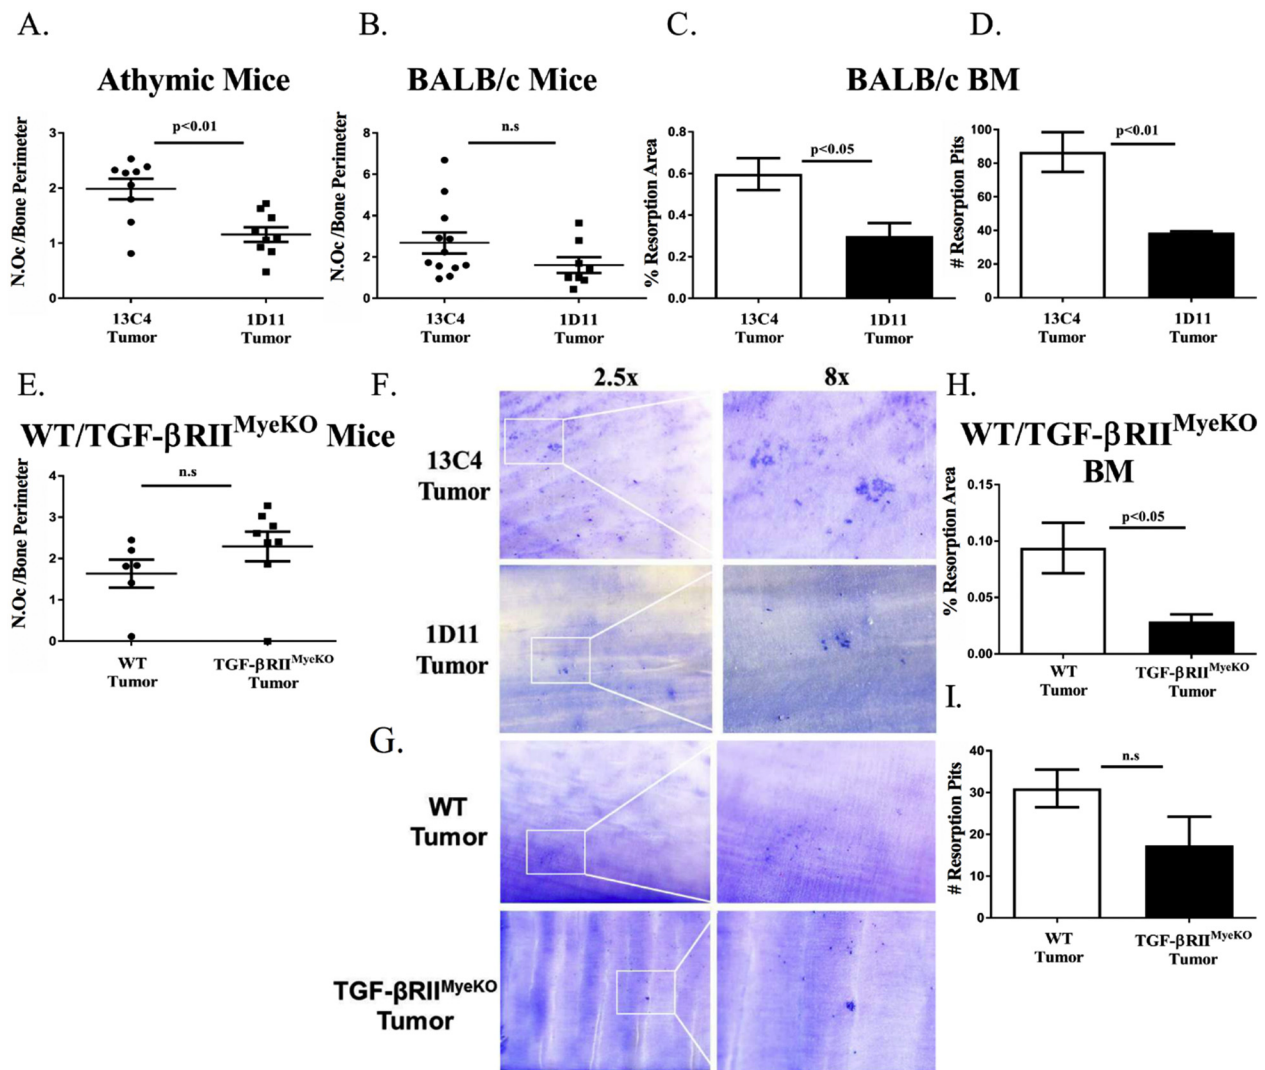 A.
Athymic Mice
N.Oc /Bone Perimeter
3
2
1
0
p<0.01
13C4
Tumor
1D11
Tumor
B.
BALB/c Mice
N.Oc /Bone Perimeter
8
6
4
2
0
n.s
13C4
Tumor
1D11
Tumor
C.
D.
BALB/c BM
% Resorption Area
0.8
0.6
0.4
0.2
0.0
p<0.05
13C4
Tumor
1D11
Tumor
# Resorption Pits
100
80
60
40
20
0
p<0.01
13C4
Tumor
1D11
Tumor
E.
WT/TGF-βRII^MyeKO Mice
N.Oc /Bone Perimeter
4
3
2
1
0
n.s
WT
Tumor
TGF-βRII^MyeKO
Tumor
F.
2.5x
8x
13C4
Tumor
1D11
Tumor
G.
WT
Tumor
TGF-βRII^MyeKO
Tumor
H.
WT/TGF-βRII^MyeKO
BM
% Resorption Area
0.15
0.10
0.05
0.00
p<0.05
WT
Tumor
TGF-βRII^MyeKO
Tumor
I.
# Resorption Pits
40
30
20
10
0
n.s
WT
Tumor
TGF-βRII^MyeKO
Tumor